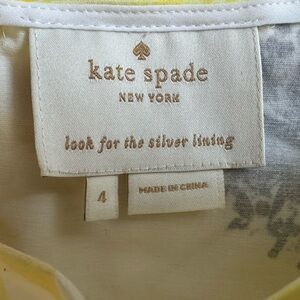 kate spade
NEW YORK
look for the silver lining
4
MADE IN CHINA